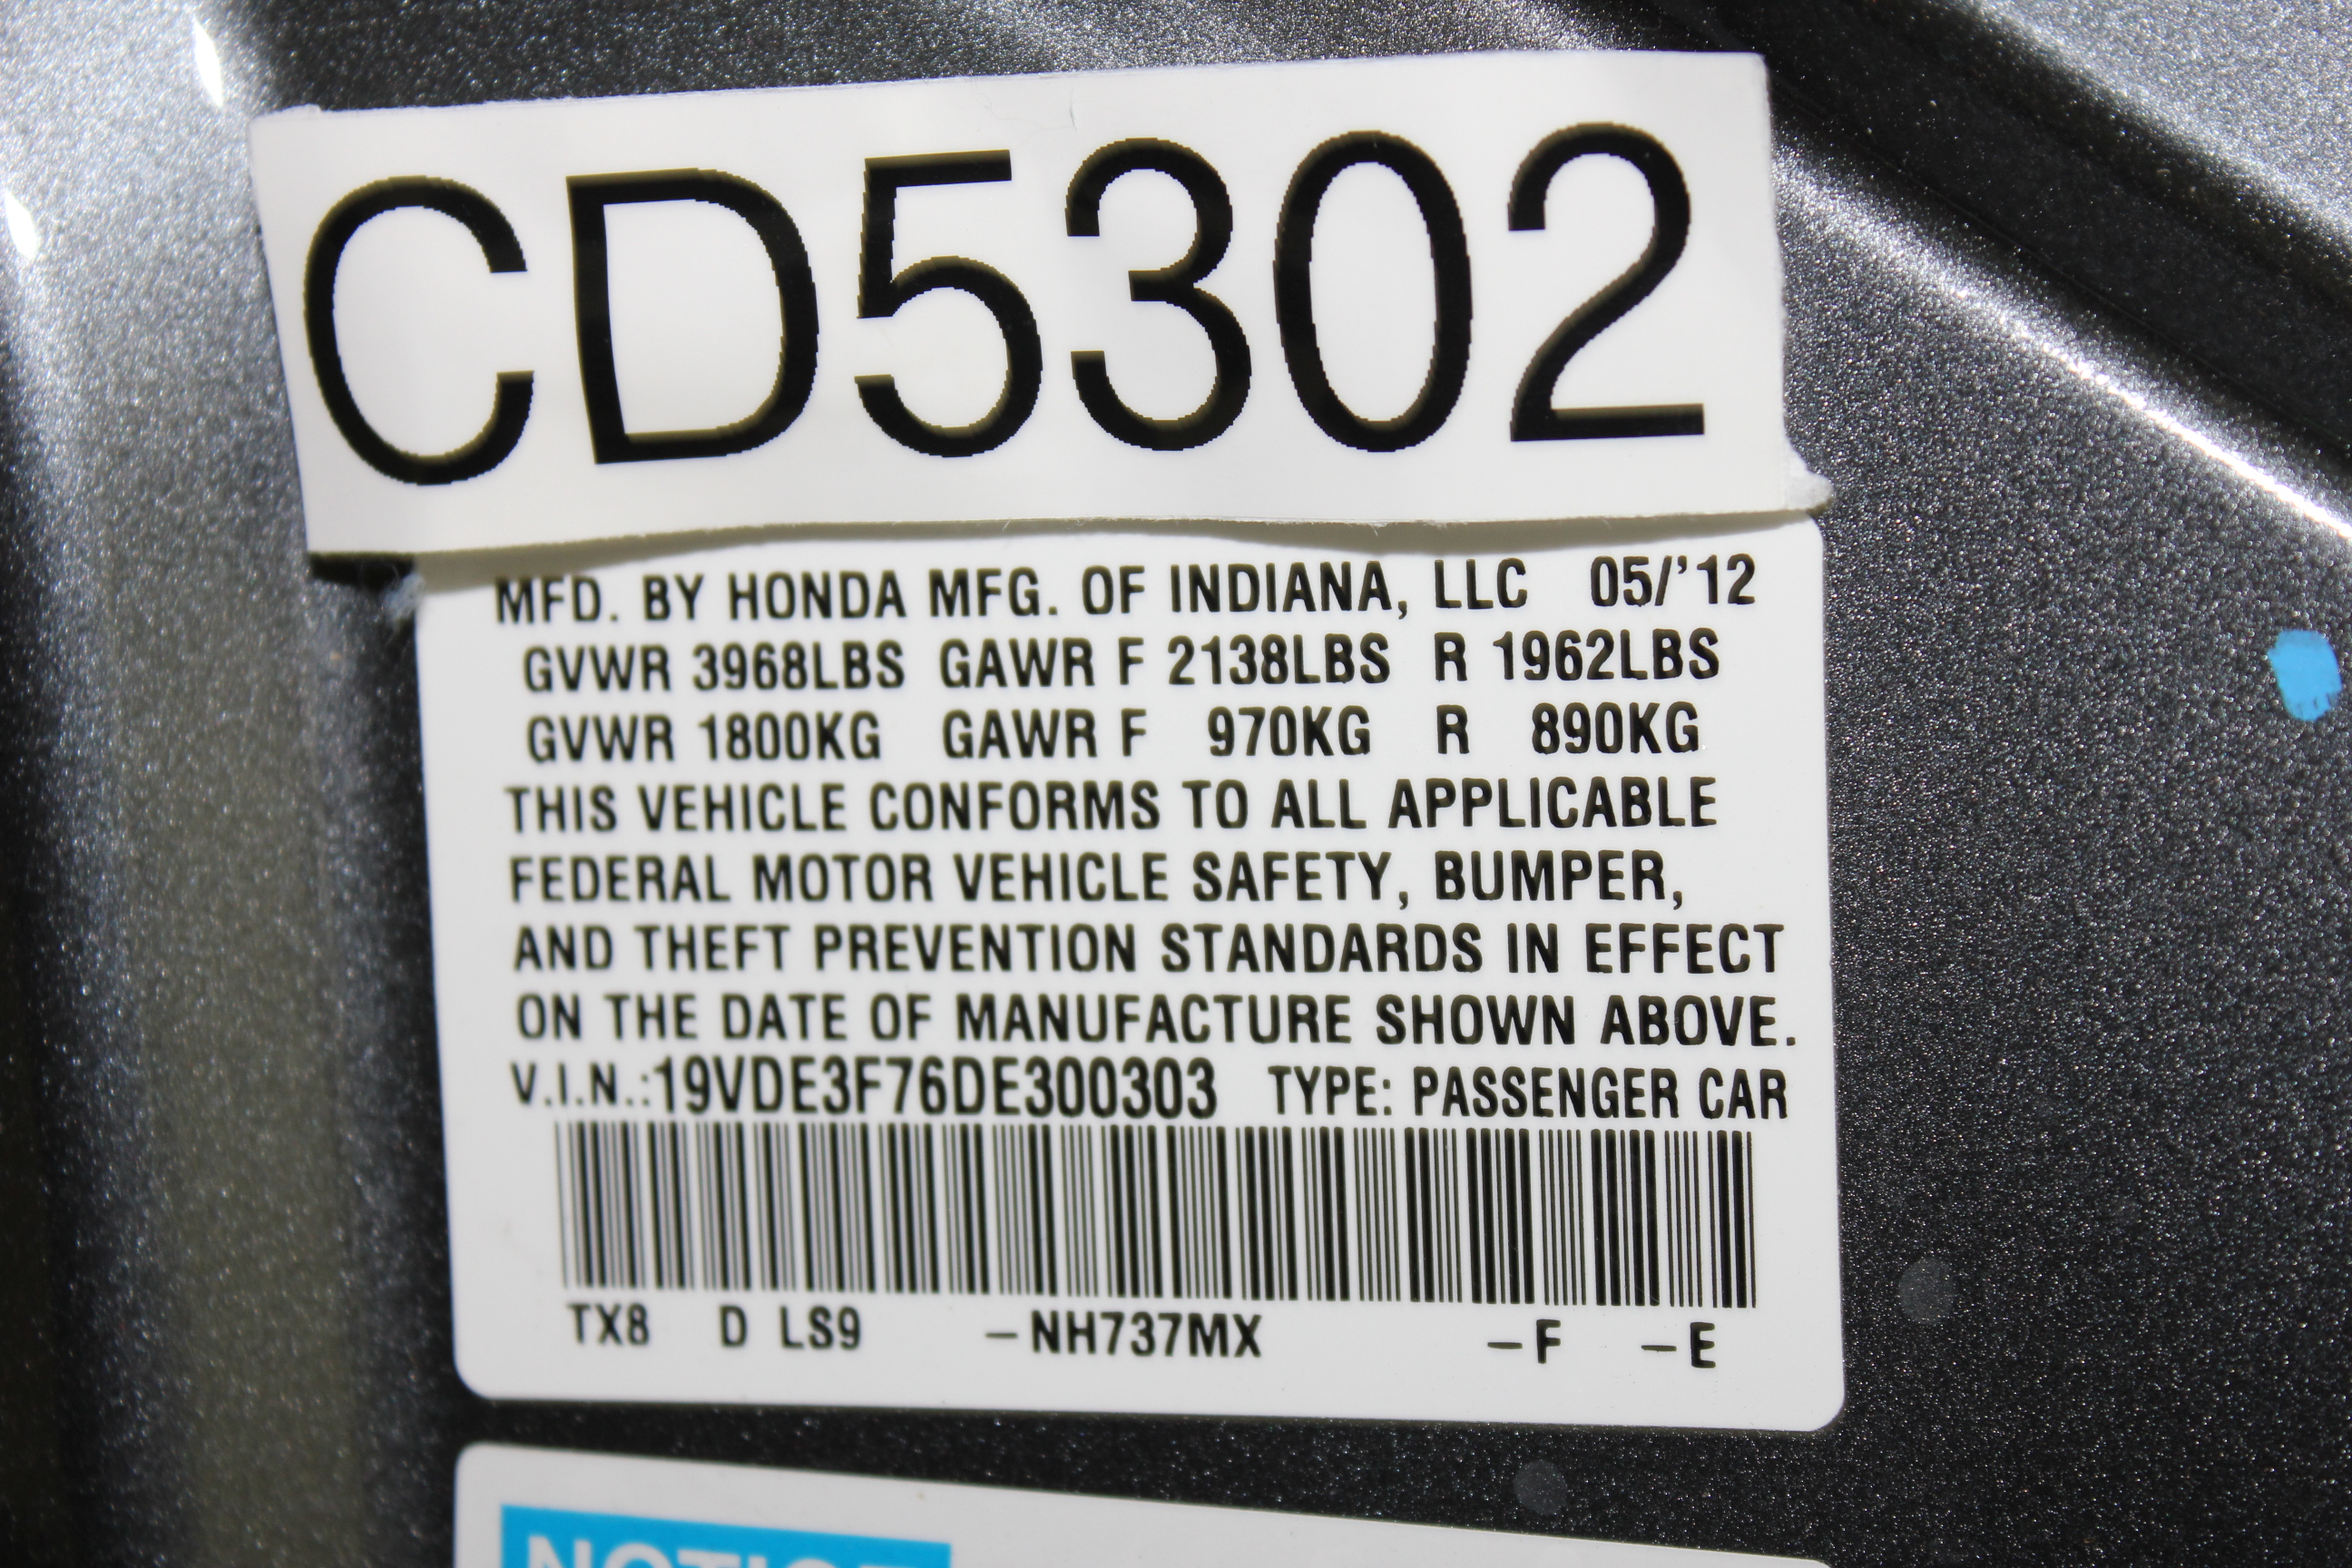 CD5302
MFD. BY HONDA MFG. OF INDIANA, LLC 05/'12
GVWR 3968LBS GAWR F 2138LBS R 1962LBS
GVWR 1800KG GAWR F 970KG R 890KG
THIS VEHICLE CONFORMS TO ALL APPLICABLE
FEDERAL MOTOR VEHICLE SAFETY, BUMPER,
AND THEFT PREVENTION STANDARDS IN EFFECT
ON THE DATE OF MANUFACTURE SHOWN ABOVE.
V.I.N.:19VDE3F76DE300303 TYPE: PASSENGER CAR
TX8 D LS9 –NH737MX –F –E
NOTICE